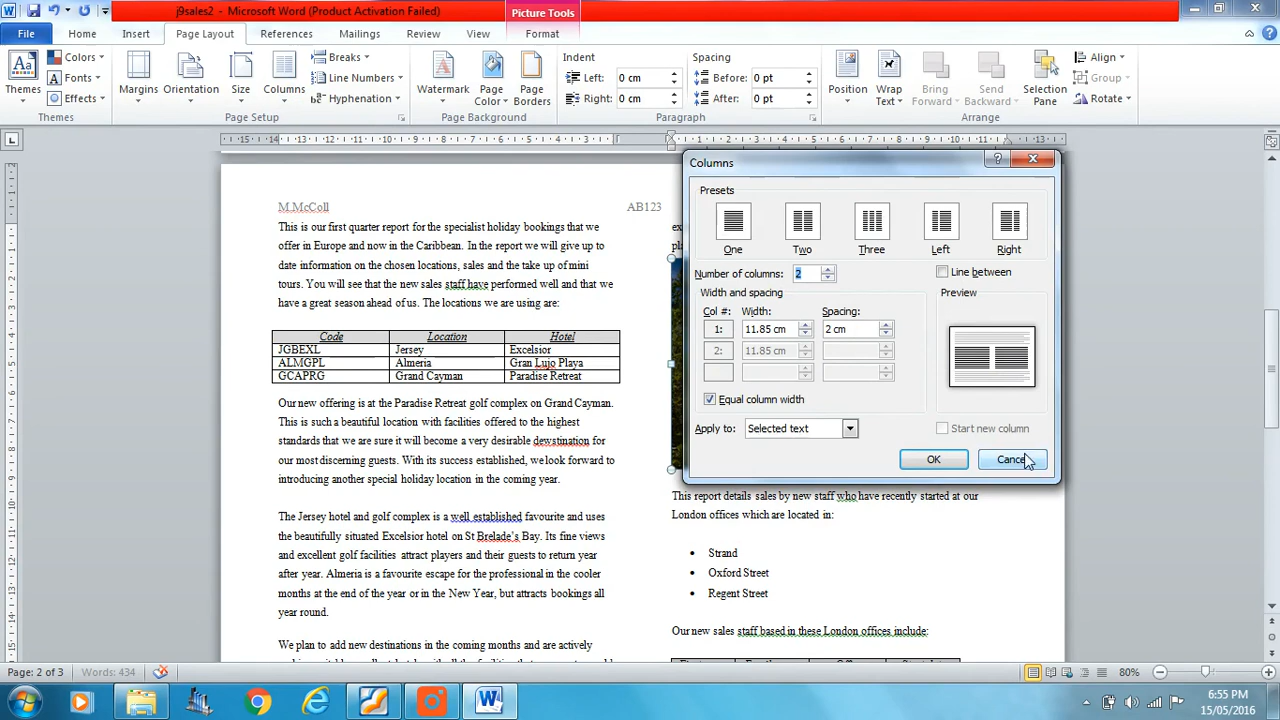 j9sales2 - Microsoft Word (Product Activation Failed)
Picture Tools
File Home Insert Page Layout References Mailings Review View Format
Themes
Colors
Fonts
Effects
Themes
Margins Orientation Size Columns
Breaks
Line Numbers
Hyphenation
Page Setup
Watermark Page Color Page Borders
Page Background
Indent
Left: 0 cm
Right: 0 cm
Spacing
Before: 0 pt
After: 0 pt
Paragraph
Position Wrap Text Bring Forward Send Backward Selection Pane
Align
Group
Rotate
Arrange
M.McColl AB123
This is our first quarter report for the specialist holiday bookings that we
offer in Europe and now in the Caribbean. In the report we will give up to
date information on the chosen locations, sales and the take up of mini
tours. You will see that the new sales staff have performed well and that we
have a great season ahead of us. The locations we are using are:
Code Location Hotel
JGBEXL Jersey Excelsior
ALMGPL Almeria Gran Lujo Playa
GCAPRG Grand Cayman Paradise Retreat
Our new offering is at the Paradise Retreat golf complex on Grand Cayman.
This is such a beautiful location with facilities offered to the highest
standards that we are sure it will become a very desirable dewstination for
our most discerning guests. With its success established, we look forward to
introducing another special holiday location in the coming year.
The Jersey hotel and golf complex is a well established favourite and uses
the beautifully situated Excelsior hotel on St Brelade's Bay. Its fine views
and excellent golf facilities attract players and their guests to return year
after year. Almeria is a favourite escape for the professional in the cooler
months at the end of the year or in the New Year, but attracts bookings all
year round.
We plan to add new destinations in the coming months and are actively
Columns
Presets
One Two Three Left Right
Number of columns: 2
Line between
Width and spacing
Col #: Width: Spacing:
1: 11.85 cm 2 cm
2: 11.85 cm
Equal column width
Preview
Apply to: Selected text
Start new column
OK Cancel
This report details sales by new staff who have recently started at our
London offices which are located in:
• Strand
• Oxford Street
• Regent Street
Our new sales staff based in these London offices include:
Page: 2 of 3 Words: 434
80%
6:55 PM
15/05/2016